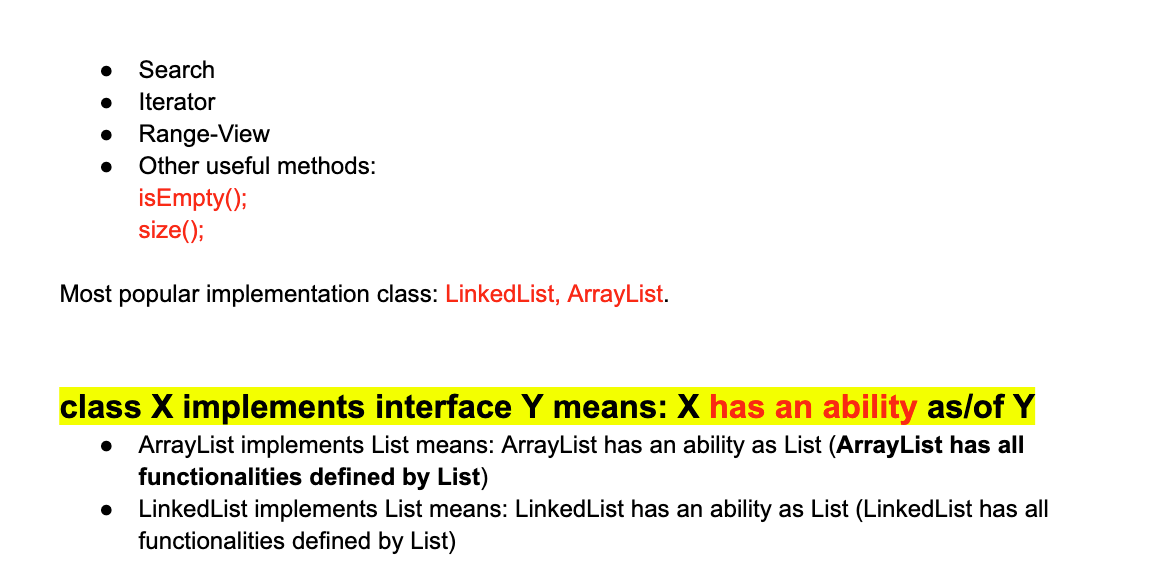 ● Search
● Iterator
● Range-View
● Other useful methods:
isEmpty();
size();
Most popular implementation class: LinkedList, ArrayList.
class X implements interface Y means: X has an ability as/of Y
● ArrayList implements List means: ArrayList has an ability as List (ArrayList has all
functionalities defined by List)
● LinkedList implements List means: LinkedList has an ability as List (LinkedList has all
functionalities defined by List)